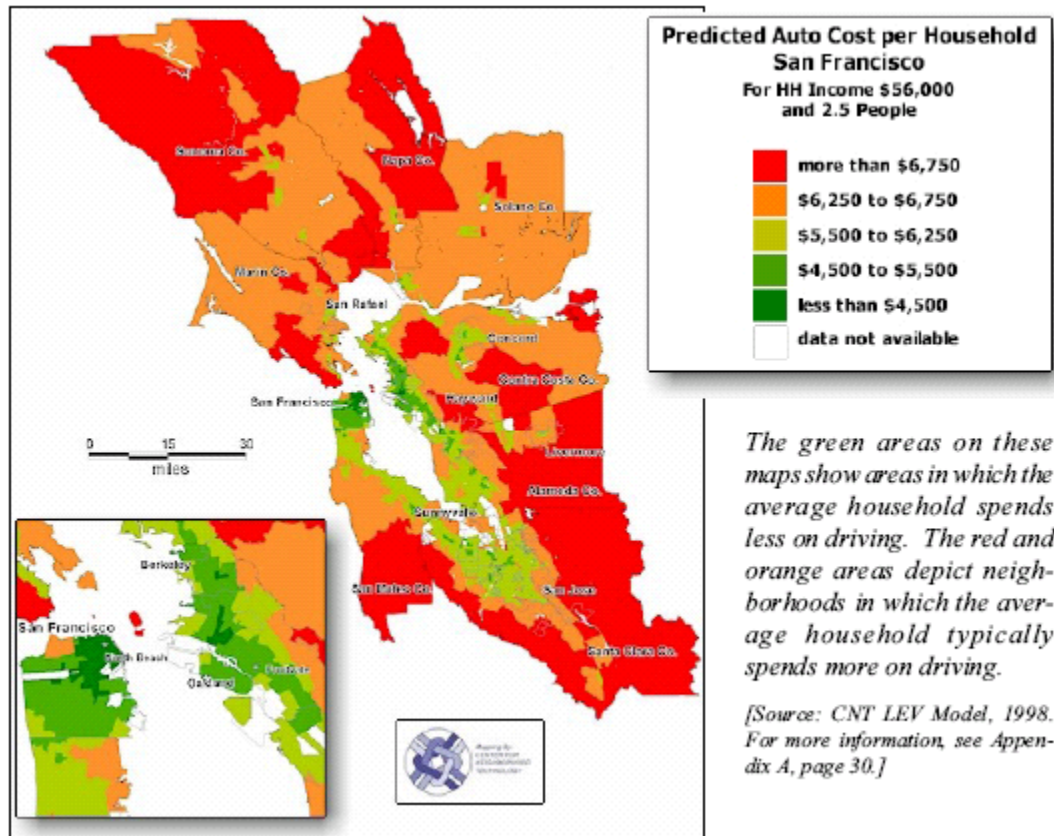 Predicted Auto Cost per Household
San Francisco
For HH Income $56,000
and 2.5 People
more than $6,750
$6,250 to $6,750
$5,500 to $6,250
$4,500 to $5,500
less than $4,500
data not available
Sonoma Co.
Napa Co.
Solano Co.
Marin Co.
San Rafael
Concord
Contra Costa Co.
San Francisco
Hayward
Livermore
Alameda Co.
Sunnyvale
San Mateo Co.
San Jose
Santa Clara Co.
0 15 30
miles
Berkeley
San Francisco
Beach
Oakland
Mapping By
CENTER FOR
NEIGHBORHOOD
TECHNOLOGY
The green areas on these
maps show areas in which the
average household spends
less on driving. The red and
orange areas depict neigh-
borhoods in which the aver-
age household typically
spends more on driving.
[Source: CNT LEV Model, 1998.
For more information, see Appen-
dix A, page 30.]